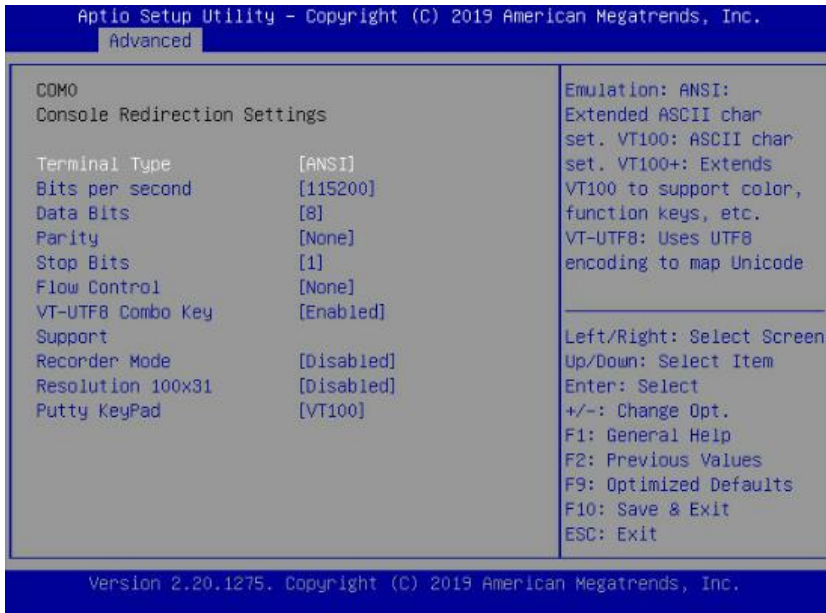 Aptio Setup Utility – Copyright (C) 2019 American Megatrends, Inc.
Advanced
COM0
Console Redirection Settings
Terminal Type [ANSI]
Bits per second [115200]
Data Bits [8]
Parity [None]
Stop Bits [1]
Flow Control [None]
VT-UTF8 Combo Key [Enabled]
Support
Recorder Mode [Disabled]
Resolution 100x31 [Disabled]
Putty KeyPad [VT100]
Emulation: ANSI:
Extended ASCII char
set. VT100: ASCII char
set. VT100+: Extends
VT100 to support color,
function keys, etc.
VT-UTF8: Uses UTF8
encoding to map Unicode
Left/Right: Select Screen
Up/Down: Select Item
Enter: Select
+/-: Change Opt.
F1: General Help
F2: Previous Values
F9: Optimized Defaults
F10: Save & Exit
ESC: Exit
Version 2.20.1275. Copyright (C) 2019 American Megatrends, Inc.